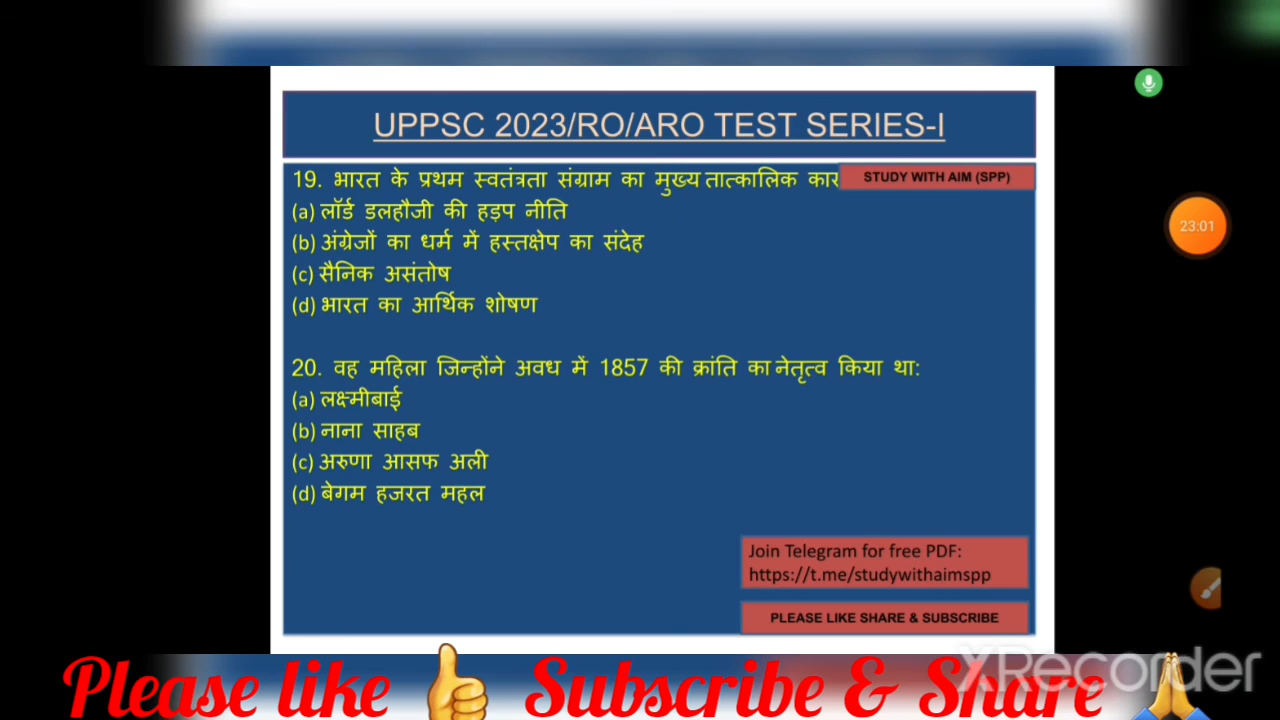 UPPSC 2023/RO/ARO TEST SERIES-I
19. भारत के प्रथम स्वतंत्रता संग्राम का मुख्य तात्कालिक कार
STUDY WITH AIM (SPP)
(a) लॉर्ड डलहौजी की हड़प नीति
(b) अंग्रेजों का धर्म में हस्तक्षेप का संदेह
(c) सैनिक असंतोष
(d) भारत का आर्थिक शोषण
23:01
20. वह महिला जिन्होंने अवध में 1857 की क्रांति का नेतृत्व किया था:
(a) लक्ष्मीबाई
(b) नाना साहब
(c) अरुणा आसफ अली
(d) बेगम हजरत महल
Join Telegram for free PDF:
https://t.me/studywithaimspp
PLEASE LIKE SHARE & SUBSCRIBE
Please like 👍 Subscribe & Share 🙏
XRecorder